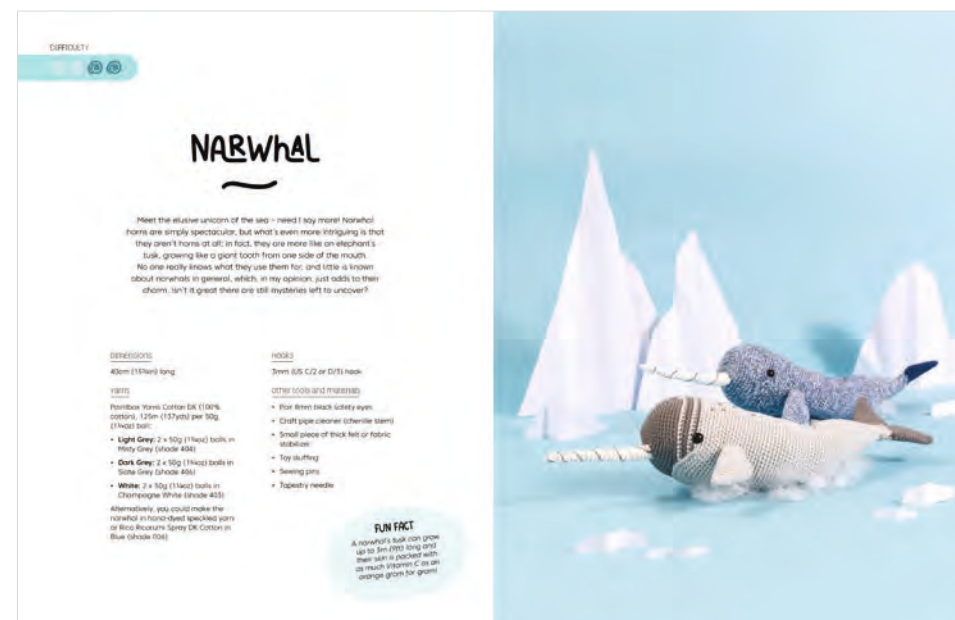 DIFFICULTY
NARWHAL
Meet the elusive unicorn of the sea – need I say more! Narwhal
horns are simply spectacular, but what's even more intriguing is that
they aren't horns at all; in fact, they are more like an elephant's
tusk, growing like a giant tooth from one side of the mouth.
No one really knows what they use them for, and little is known
about narwhals in general, which, in my opinion, just adds to their
charm. Isn't it great there are still mysteries left to uncover?
DIMENSIONS
40cm (15¾in) long
YARNS
Paintbox Yarns Cotton DK (100%
cotton), 125m (137yds) per 50g
(1¾oz) ball:
• Light Grey: 2 x 50g (1¾oz) balls in
Misty Grey (shade 404)
• Dark Grey: 2 x 50g (1¾oz) balls in
Slate Grey (shade 406)
• White: 2 x 50g (1¾oz) balls in
Champagne White (shade 403)
Alternatively, you could make the
narwhal in hand-dyed speckled yarn
or Rico Ricorumi Spray DK Cotton in
Blue (shade 006)
HOOKS
3mm (US C/2 or D/3) hook
OTHER TOOLS AND MATERIALS
• Pair 8mm black safety eyes
• Craft pipe cleaner (chenille stem)
• Small piece of thick felt or fabric
stabilizer
• Toy stuffing
• Sewing pins
• Tapestry needle
FUN FACT
A narwhal's tusk can grow
up to 3m (9ft) long and
their skin is packed with
as much Vitamin C as an
orange gram for gram!